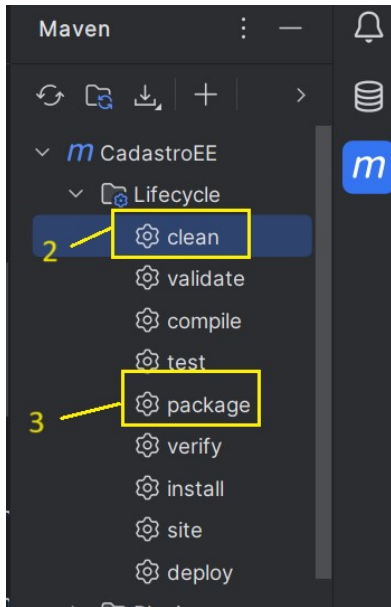 Maven
m CadastroEE
m
Lifecycle
2
clean
validate
compile
test
3
package
verify
install
site
deploy